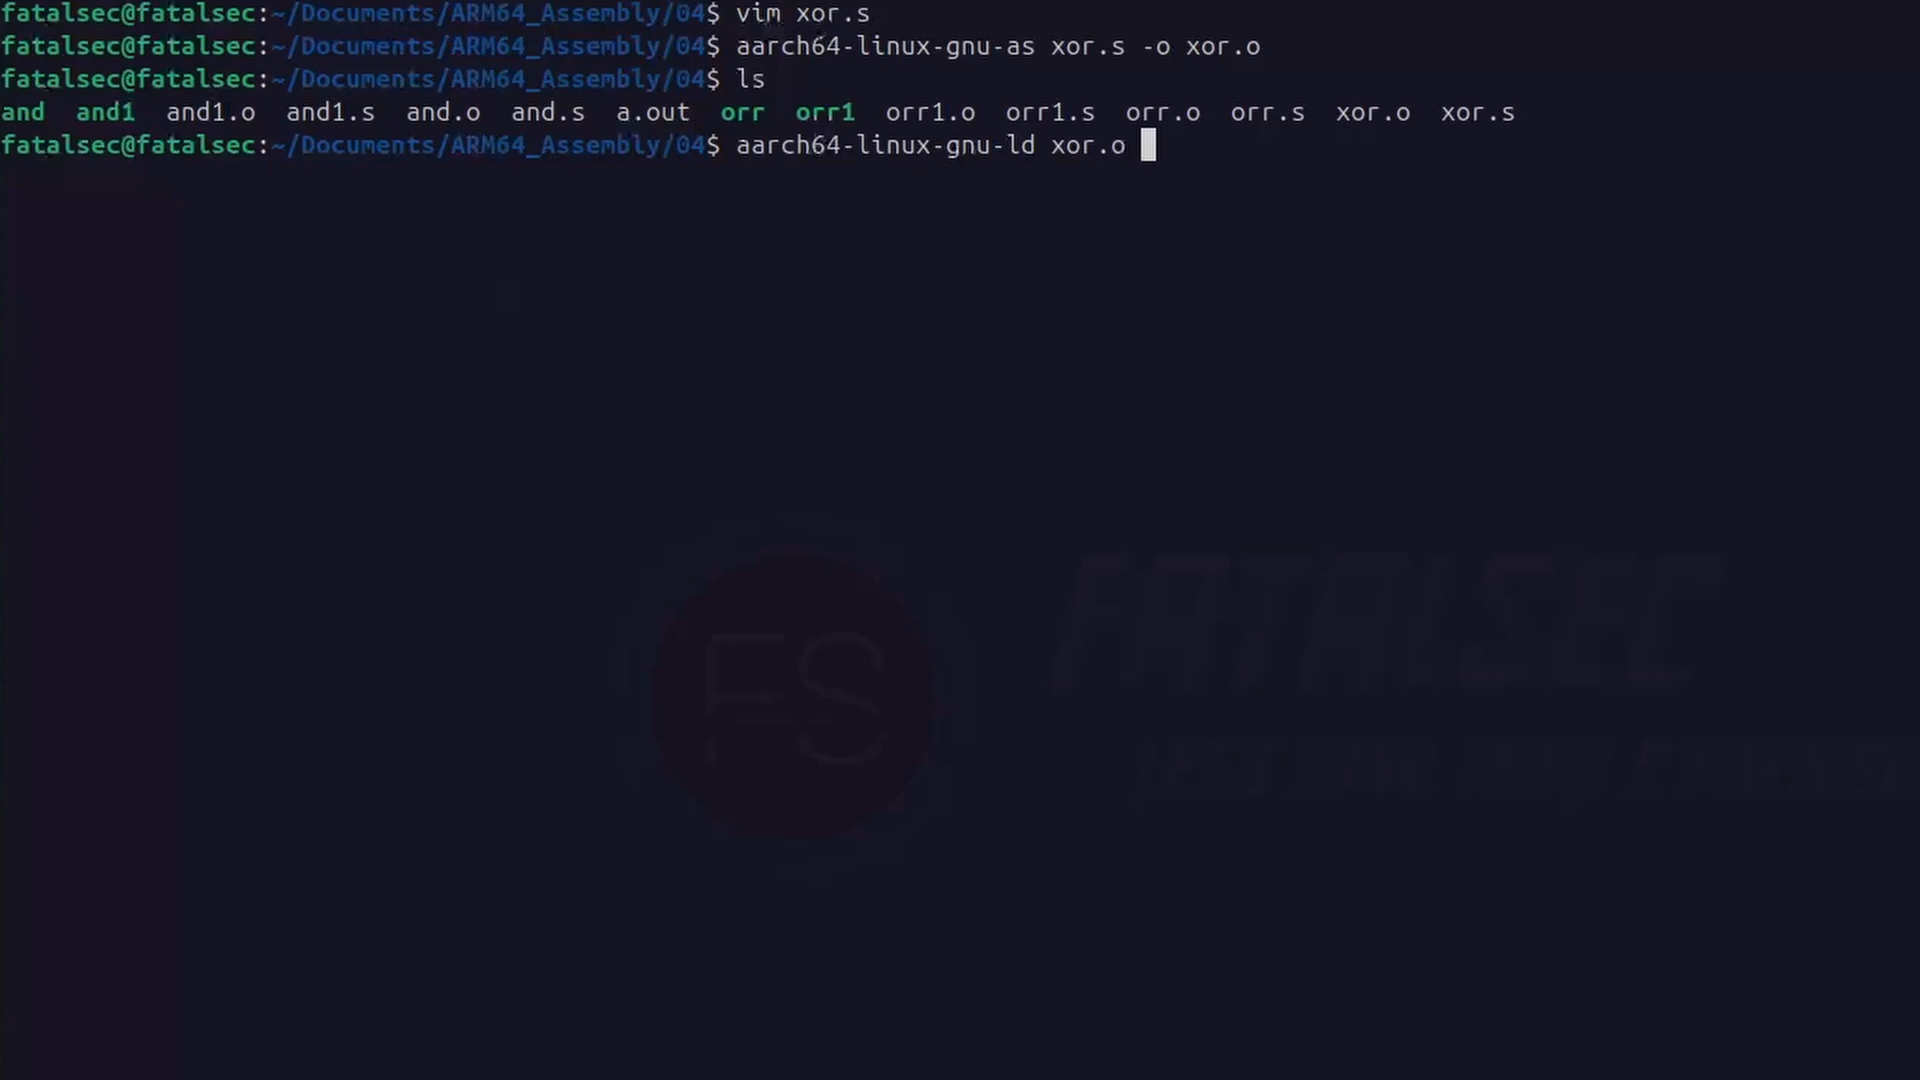 fatalsec@fatalsec:~/Documents/ARM64_Assembly/04$ vim xor.s
fatalsec@fatalsec:~/Documents/ARM64_Assembly/04$ aarch64-linux-gnu-as xor.s -o xor.o
fatalsec@fatalsec:~/Documents/ARM64_Assembly/04$ ls
and and1 and1.o and1.s and.o and.s a.out orr orr1 orr1.o orr1.s orr.o orr.s xor.o xor.s
fatalsec@fatalsec:~/Documents/ARM64_Assembly/04$ aarch64-linux-gnu-ld xor.o
FS
FATALSEC